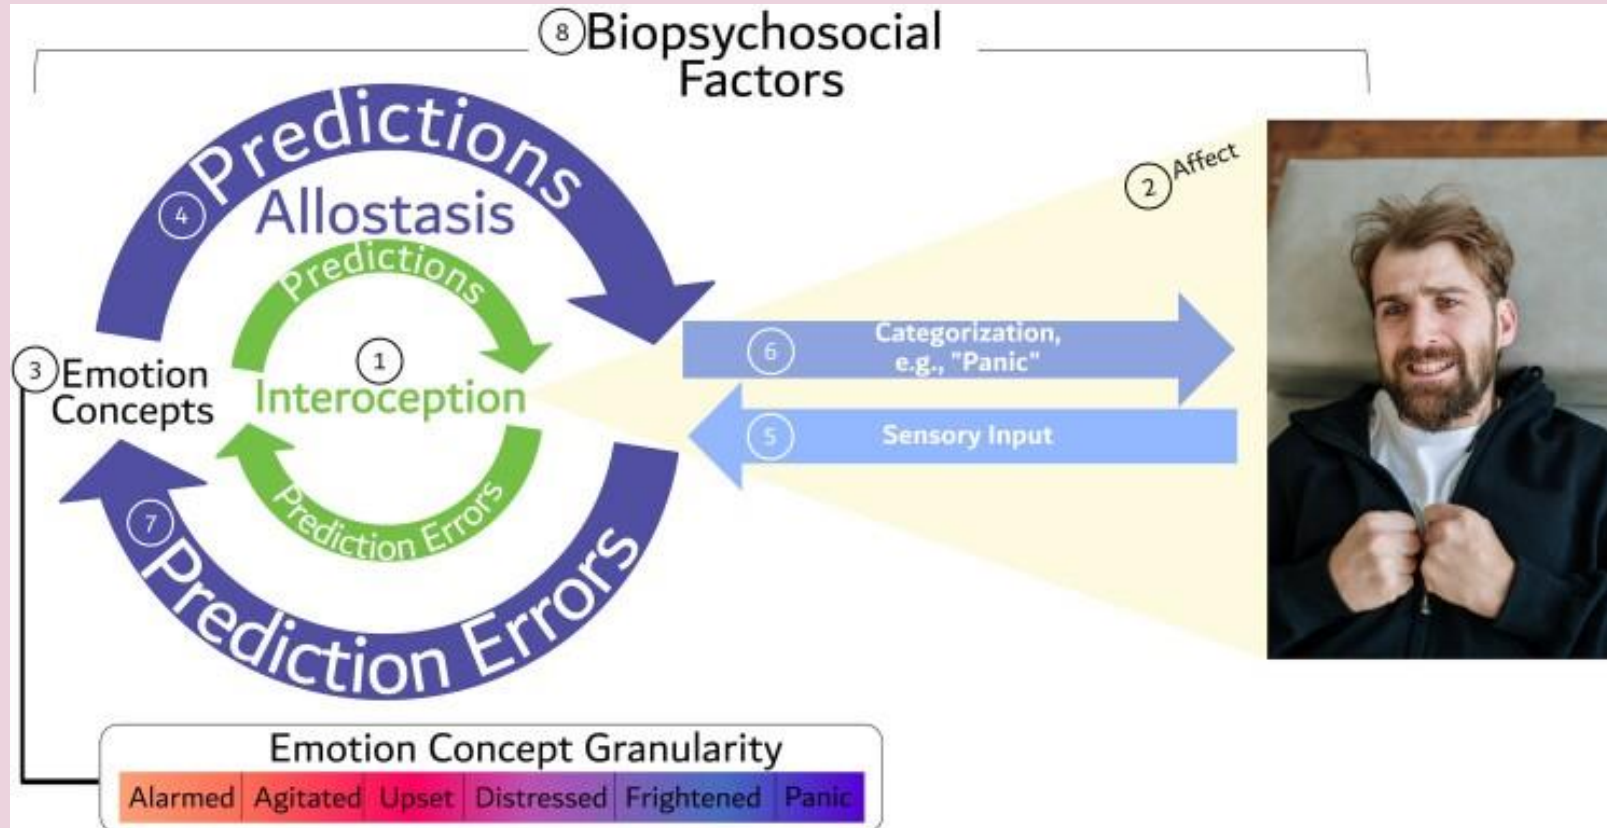 8 Biopsychosocial
Factors
4 Predictions
Allostasis
Predictions
1
Interoception
Prediction Errors
3 Emotion
Concepts
7 Prediction Errors
2 Affect
6 Categorization,
e.g., "Panic"
5 Sensory Input
Emotion Concept Granularity
Alarmed Agitated Upset Distressed Frightened Panic